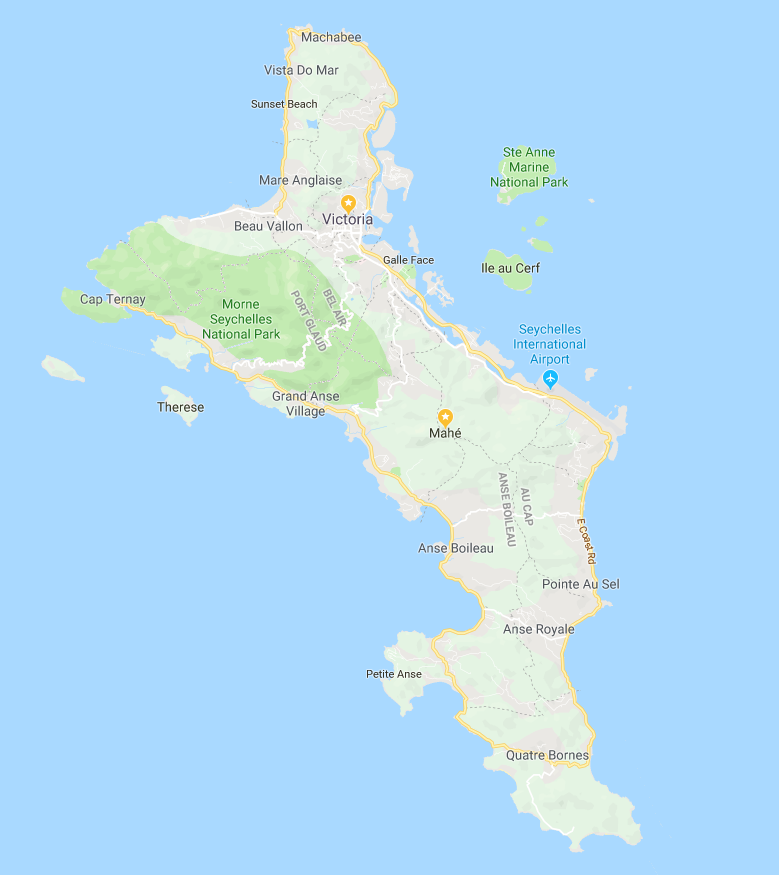 Machabee
Vista Do Mar
Sunset Beach
Ste Anne
Marine
National Park
Mare Anglaise
Victoria
Beau Vallon
Galle Face
Ile au Cerf
Cap Ternay
Morne
Seychelles
National Park
BEL AIR
PORT GLAUD
Seychelles
International
Airport
Therese
Grand Anse
Village
Mahé
AU CAP
ANSE BOILEAU
E Coast Rd
Anse Boileau
Pointe Au Sel
Anse Royale
Petite Anse
Quatre Bornes